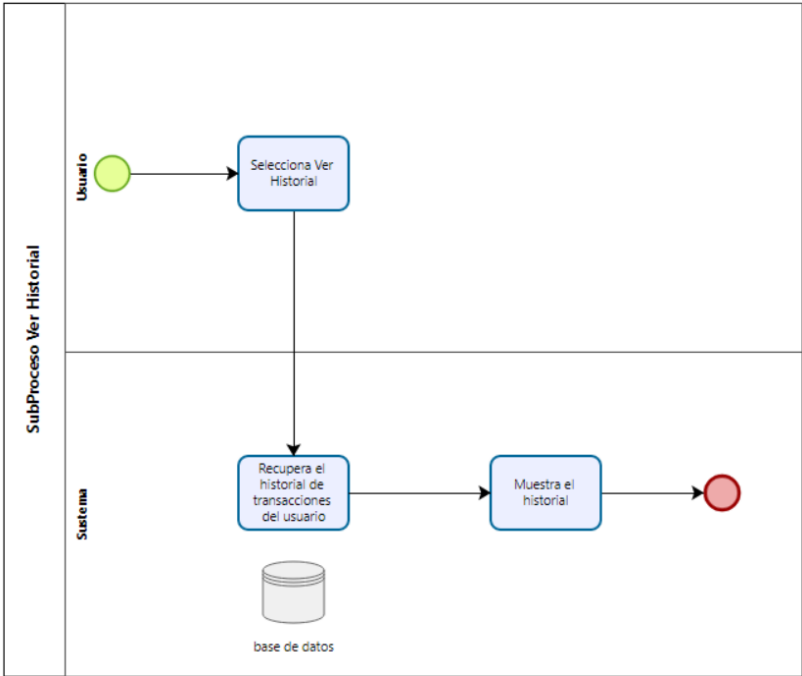 SubProceso Ver Historial
Usuario
Selecciona Ver
Historial
Sustema
Recupera el
historial de
transacciones
del usuario
Muestra el
historial
base de datos